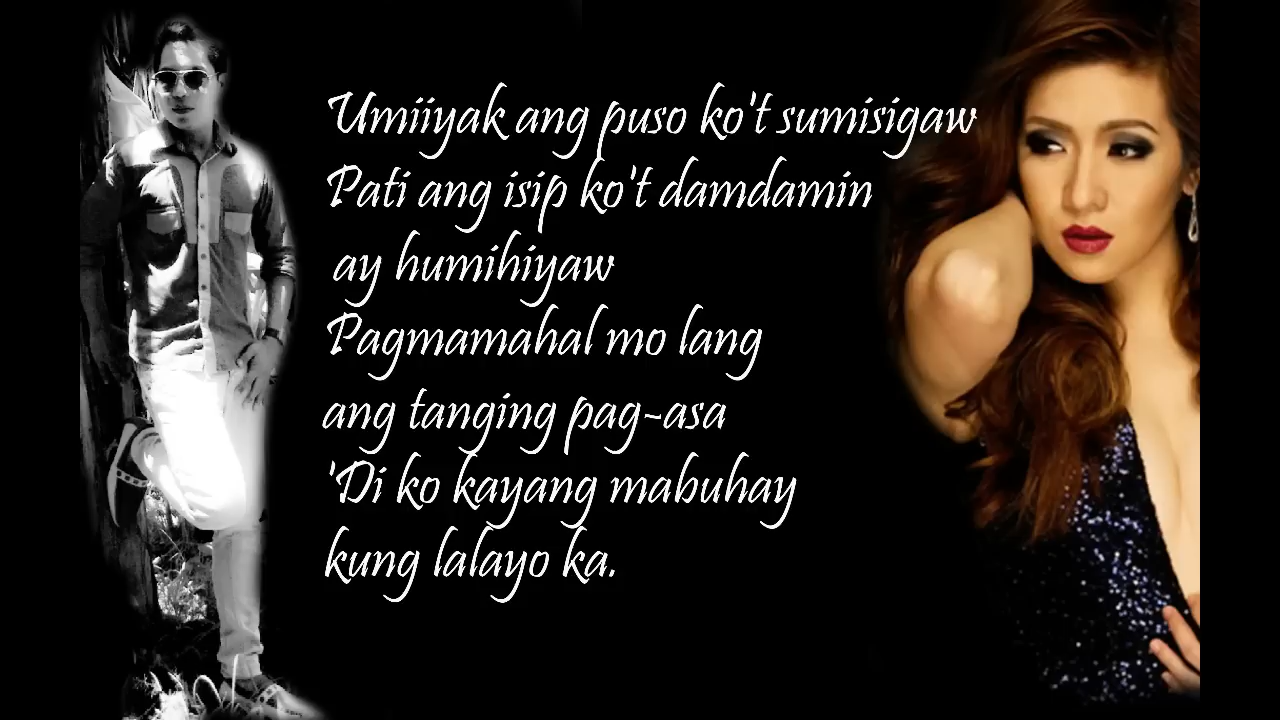 Umiiyak ang puso ko't sumisigaw
Pati ang isip ko't damdamin
ay humihiyaw
Pagmamahal mo lang
ang tanging pag-asa
'Di ko kayang mabuhay
kung lalayo ka.